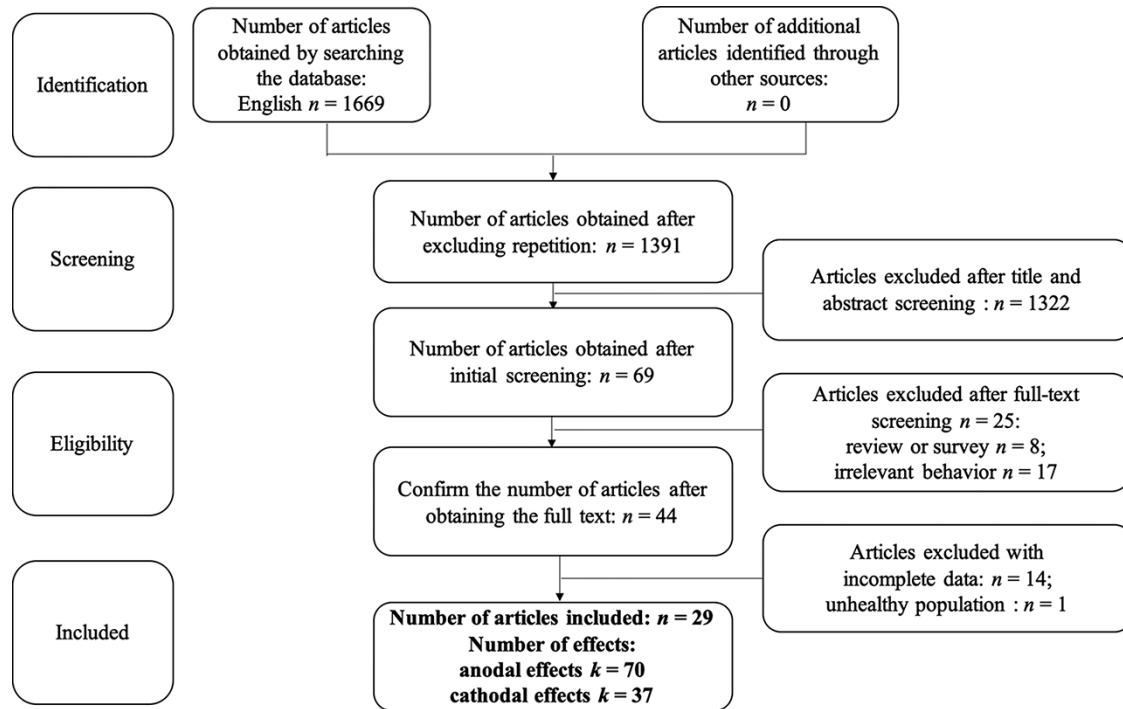 Identification
Number of articles
obtained by searching
the database:
English n = 1669
Number of additional
articles identified through
other sources:
n = 0
Screening
Number of articles obtained after
excluding repetition: n = 1391
Articles excluded after title and
abstract screening : n = 1322
Number of articles obtained after
initial screening: n = 69
Eligibility
Articles excluded after full-text
screening n = 25:
review or survey n = 8;
irrelevant behavior n = 17
Confirm the number of articles after
obtaining the full text: n = 44
Included
Articles excluded with
incomplete data: n = 14;
unhealthy population : n = 1
Number of articles included: n = 29
Number of effects:
anodal effects k = 70
cathodal effects k = 37